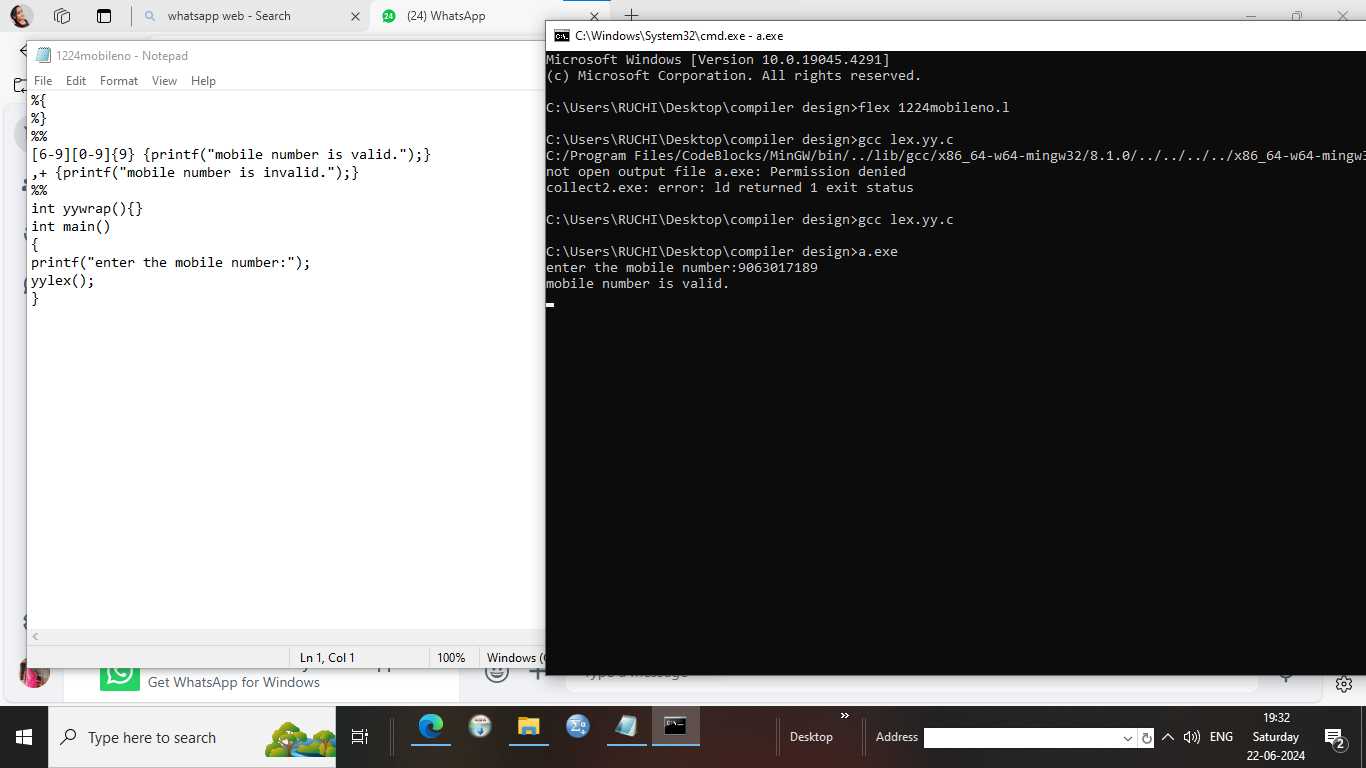 whatsapp web - Search
24
(24) WhatsApp
1224mobileno - Notepad
File Edit Format View Help
%{
%}
%%
[6-9][0-9]{9} {printf("mobile number is valid.");}
,+ {printf("mobile number is invalid.");}
%%
int yywrap(){}
int main()
{
printf("enter the mobile number:");
yylex();
}
Ln 1, Col 1
100%
Windows (
C:\Windows\System32\cmd.exe - a.exe
Microsoft Windows [Version 10.0.19045.4291]
(c) Microsoft Corporation. All rights reserved.
C:\Users\RUCHI\Desktop\compiler design>flex 1224mobileno.l
C:\Users\RUCHI\Desktop\compiler design>gcc lex.yy.c
C:/Program Files/CodeBlocks/MinGW/bin/../lib/gcc/x86_64-w64-mingw32/8.1.0/../../../../x86_64-w64-mingw3
not open output file a.exe: Permission denied
collect2.exe: error: ld returned 1 exit status
C:\Users\RUCHI\Desktop\compiler design>gcc lex.yy.c
C:\Users\RUCHI\Desktop\compiler design>a.exe
enter the mobile number:9063017189
mobile number is valid.
Get WhatsApp for Windows
Type here to search
Desktop
Address
ENG
19:32
Saturday
22-06-2024
2